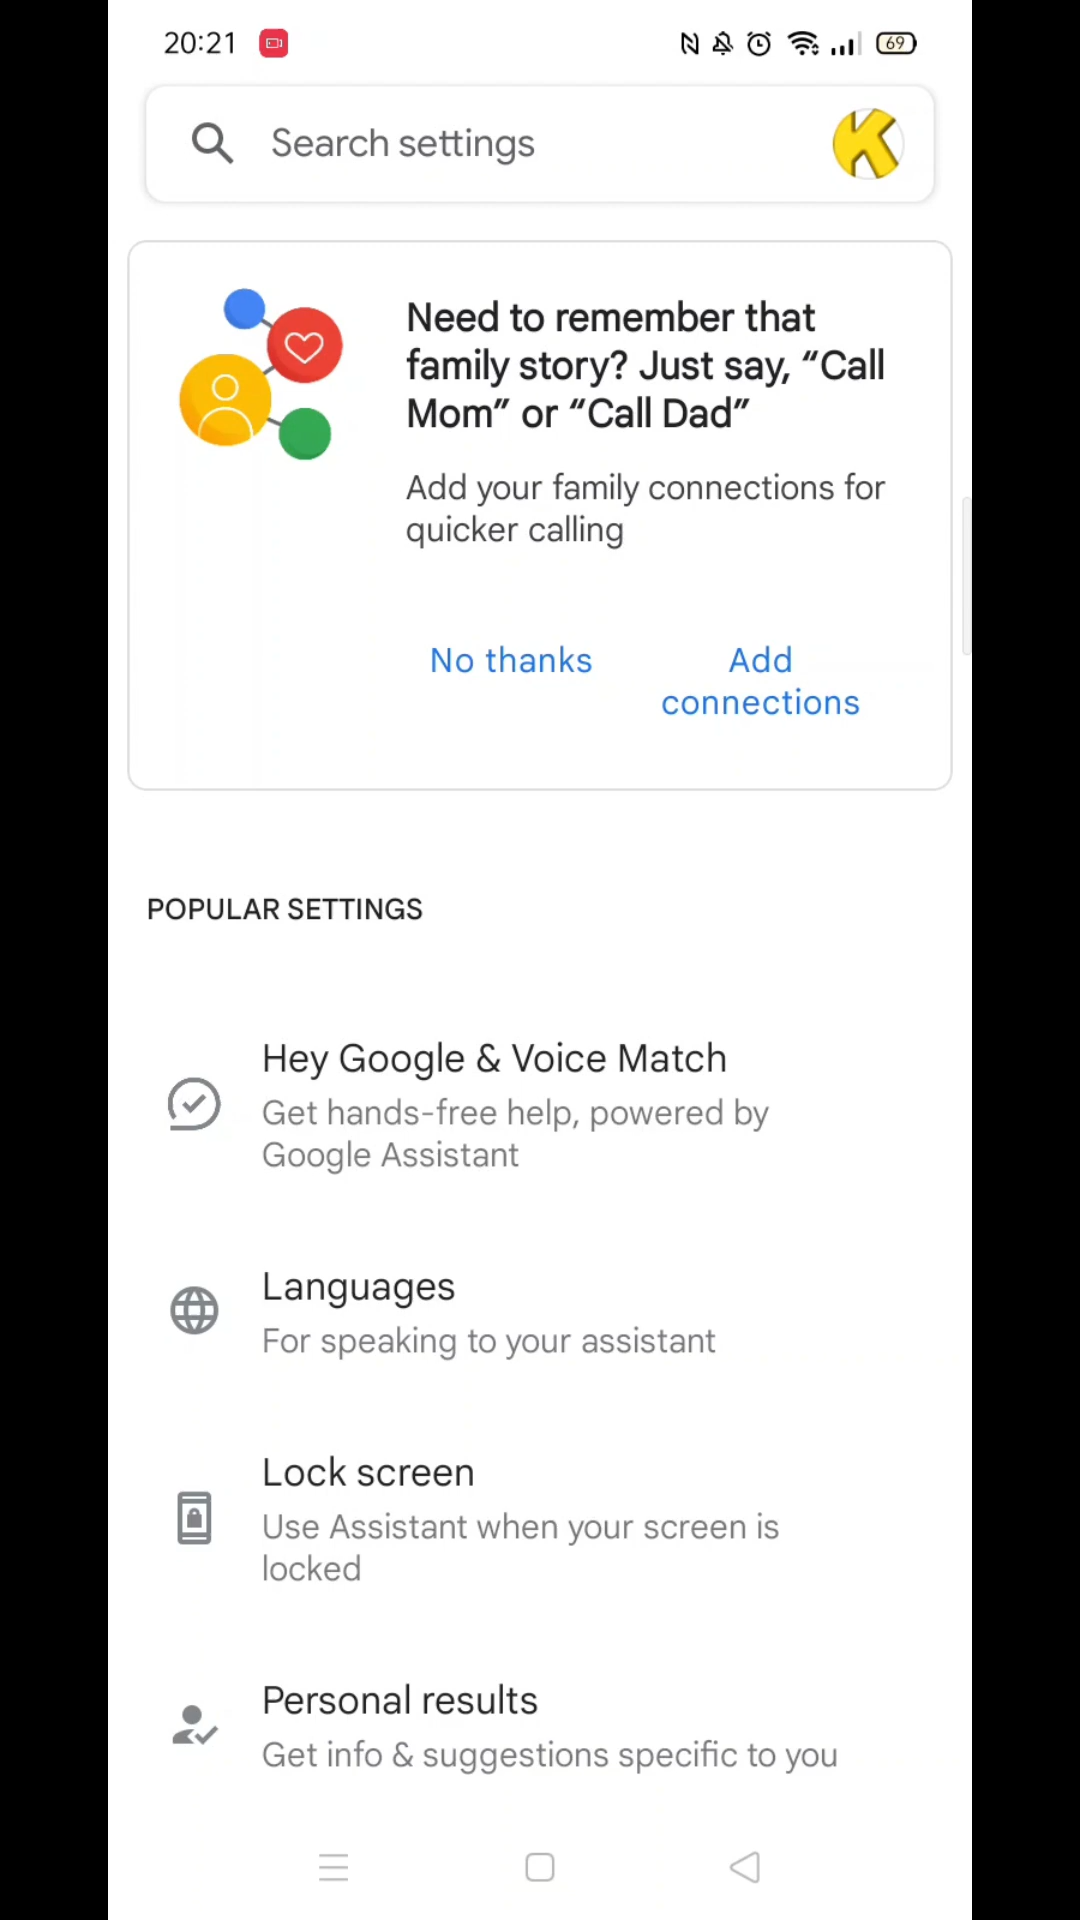 20:21
69
Search settings
K
Need to remember that
family story? Just say, “Call
Mom” or “Call Dad”
Add your family connections for
quicker calling
No thanks
Add
connections
POPULAR SETTINGS
Hey Google & Voice Match
Get hands-free help, powered by
Google Assistant
Languages
For speaking to your assistant
Lock screen
Use Assistant when your screen is
locked
Personal results
Get info & suggestions specific to you